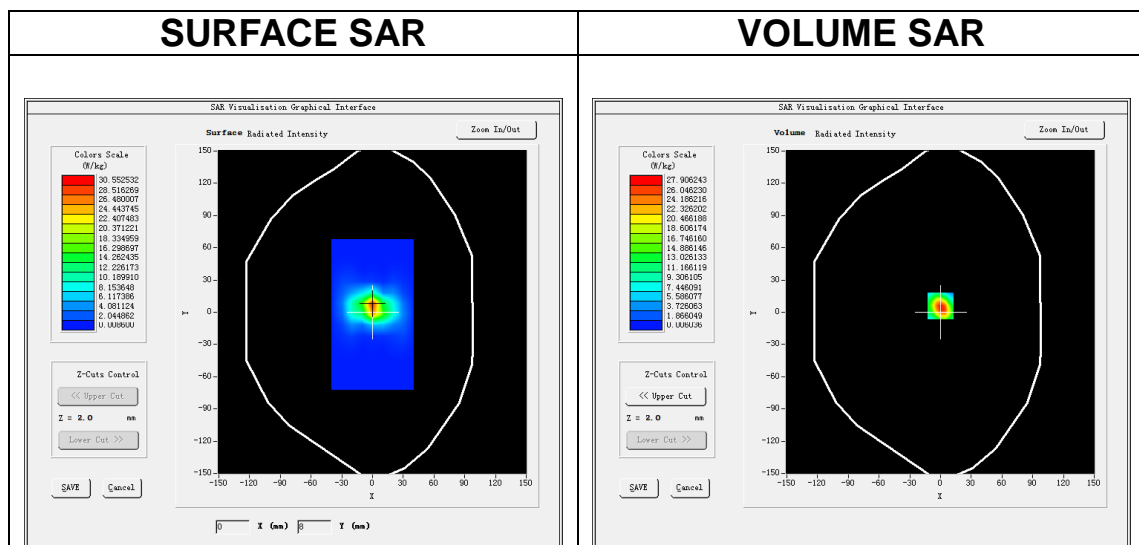 SURFACE SAR
VOLUME SAR
SAR Visualisation Graphical Interface
Surface Radiated Intensity
Zoom In/Out
Colors Scale
(W/kg)
30.552532
28.516269
26.480007
24.443745
22.407483
20.371221
18.334959
16.298697
14.262435
12.226173
10.189910
8.153648
6.117386
4.081124
2.044862
0.008600
Z-Cuts Control
<< Upper Cut
Z = 2.0 mm
Lower Cut >>
SAVE
Cancel
150
120
90
60
30
0
-30
-60
-90
-120
-150
Y
-150 -120 -90 -60 -30 0 30 60 90 120 150
X
0 X (mm) 8 Y (mm)
SAR Visualisation Graphical Interface
Volume Radiated Intensity
Zoom In/Out
Colors Scale
(W/kg)
27.906243
26.046230
24.186216
22.326202
20.466188
18.606174
16.746160
14.886146
13.026133
11.166119
9.306105
7.446091
5.586077
3.726063
1.866049
0.006036
Z-Cuts Control
<< Upper Cut
Z = 2.0 mm
Lower Cut >>
SAVE
Cancel
150
120
90
60
30
0
-30
-60
-90
-120
-150
Y
-150 -120 -90 -60 -30 0 30 60 90 120 150
X